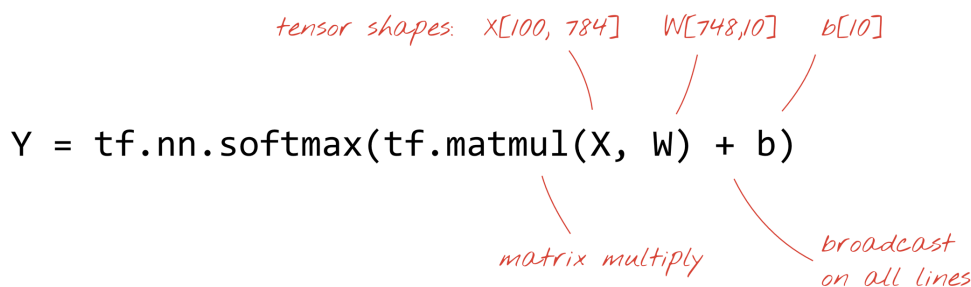 tensor shapes: X[100, 784] W[748,10] b[10]
Y = tf.nn.softmax(tf.matmul(X, W) + b)
matrix multiply
broadcast
on all lines